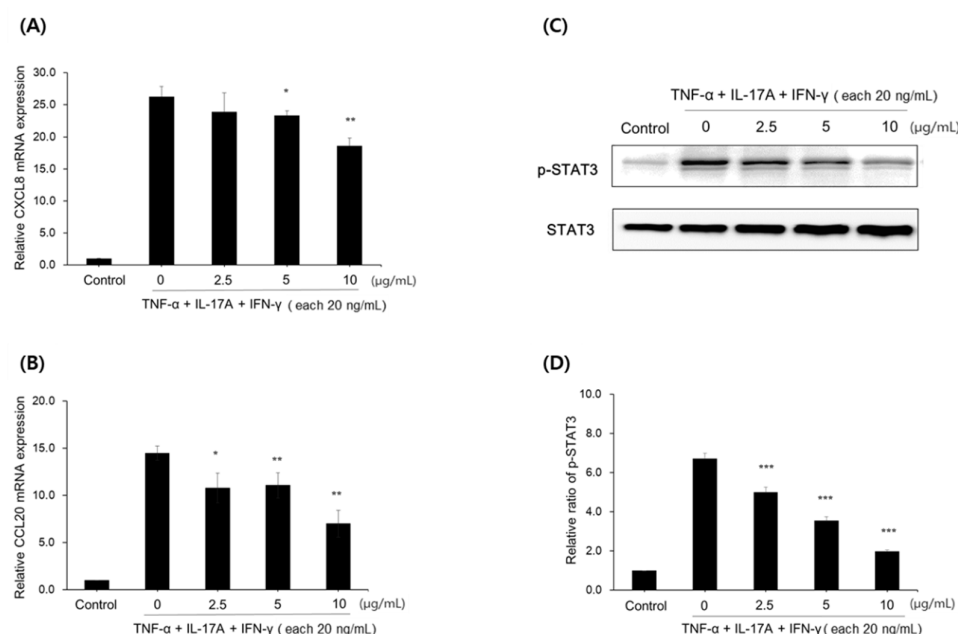 (A)
Relative CXCL8 mRNA expression
30.0
25.0
20.0
15.0
10.0
5.0
0.0
*
**
Control 0 2.5 5 10 (μg/mL)
TNF-α + IL-17A + IFN-γ ( each 20 ng/mL)
(C)
TNF-α + IL-17A + IFN-γ ( each 20 ng/mL)
Control 0 2.5 5 10 (μg/mL)
p-STAT3
STAT3
(B)
Relative CCL20 mRNA expression
20.0
15.0
10.0
5.0
0.0
*
**
**
Control 0 2.5 5 10 (μg/mL)
TNF-α + IL-17A + IFN-γ ( each 20 ng/mL)
(D)
Relative ratio of p-STAT3
10.0
8.0
6.0
4.0
2.0
0.0
***
***
***
Control 0 2.5 5 10 (μg/mL)
TNF-α + IL-17A + IFN-γ ( each 20 ng/mL)